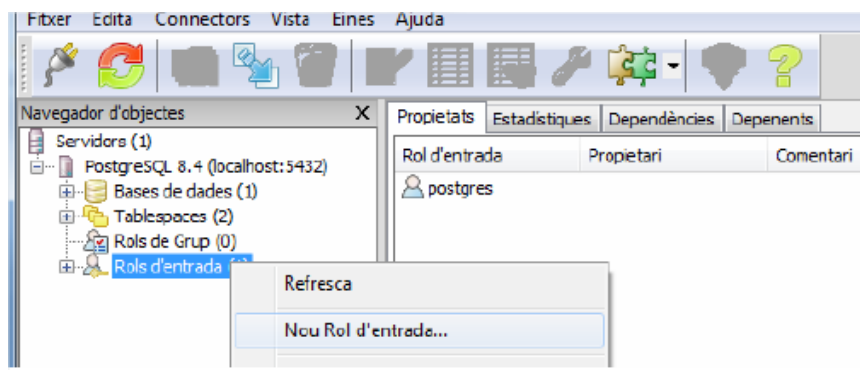 Fitxer Edita Connectors Vista Eines Ajuda
Navegador d'objectes X
Servidors (1)
PostgreSQL 8.4 (localhost:5432)
Bases de dades (1)
Tablespaces (2)
Rols de Grup (0)
Rols d'entrada
Propietats Estadístiques Dependències Depenents
Rol d'entrada Propietari Comentari
postgres
Refresca
Nou Rol d'entrada...